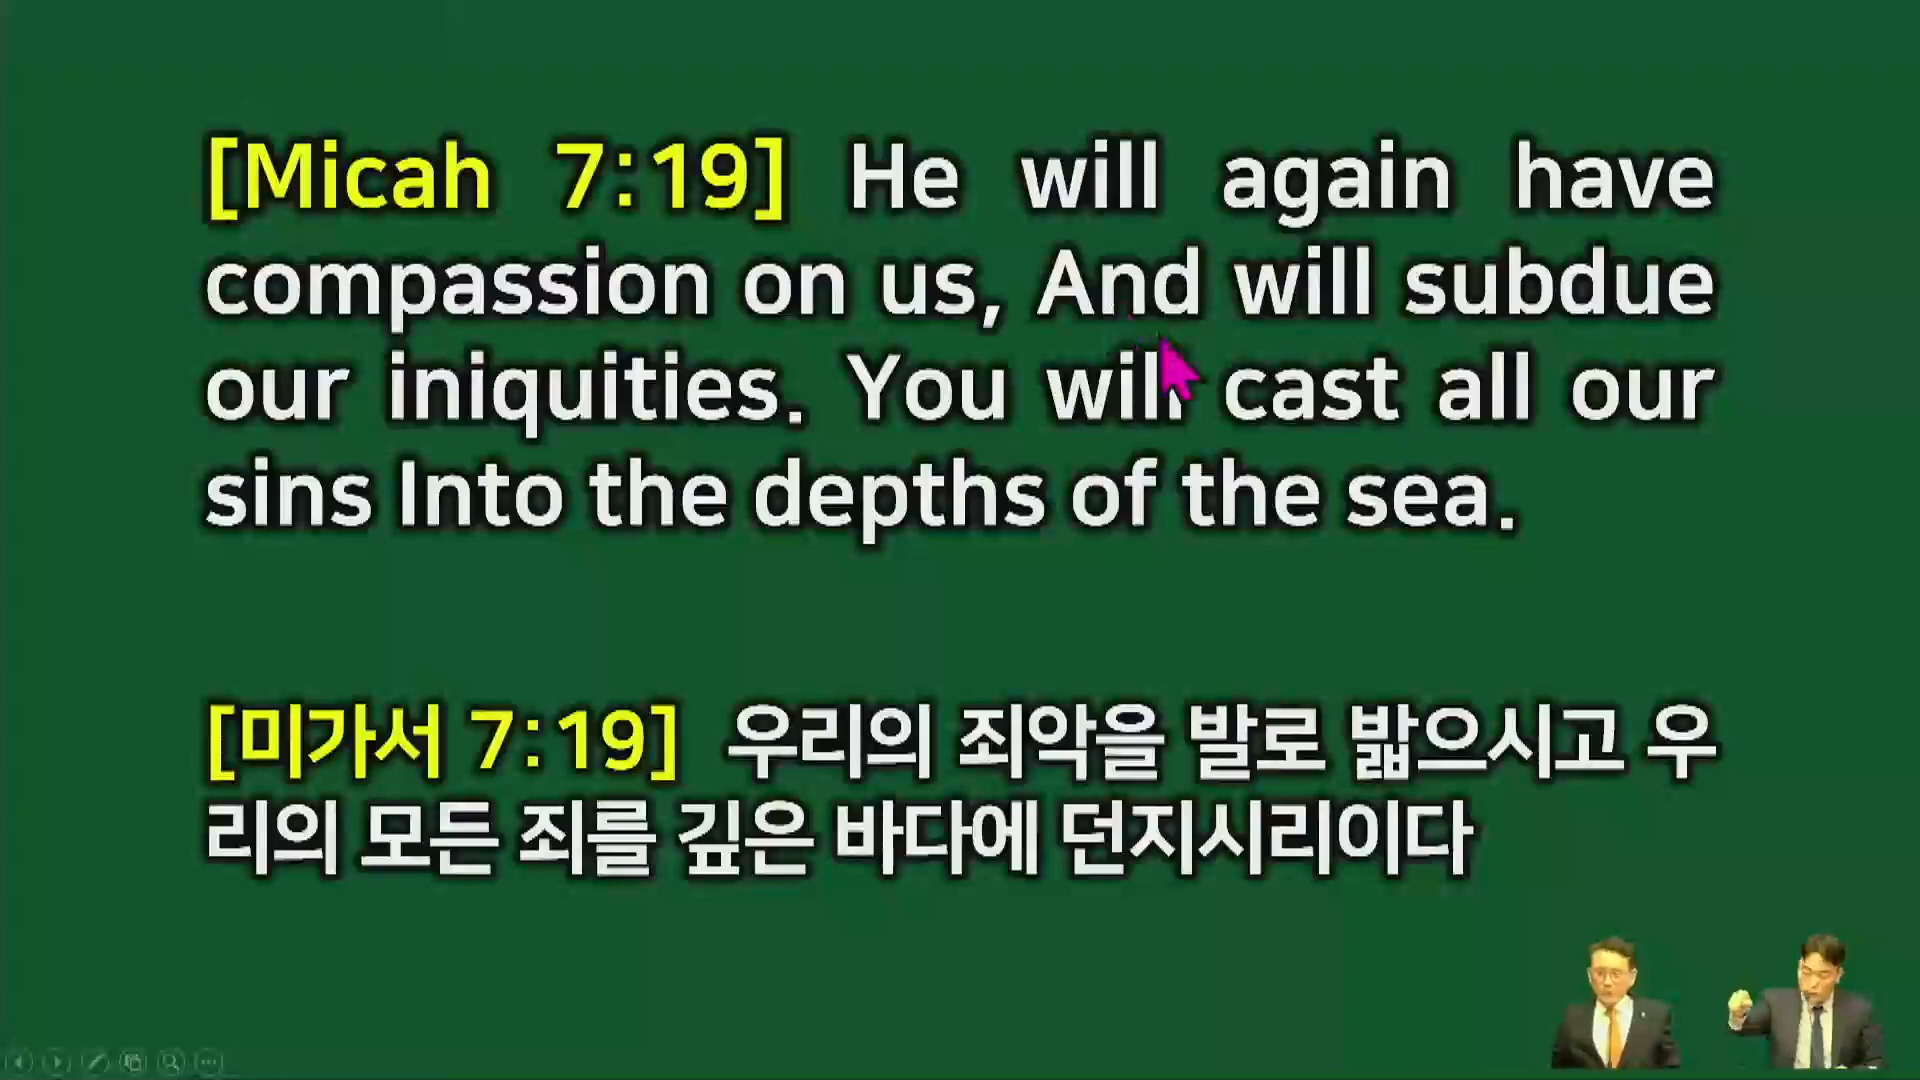 [Micah 7:19] He will again have
compassion on us, And will subdue
our iniquities. You will cast all our
sins Into the depths of the sea.
[미가서 7:19] 우리의 죄악을 발로 밟으시고 우
리의 모든 죄를 깊은 바다에 던지시리이다